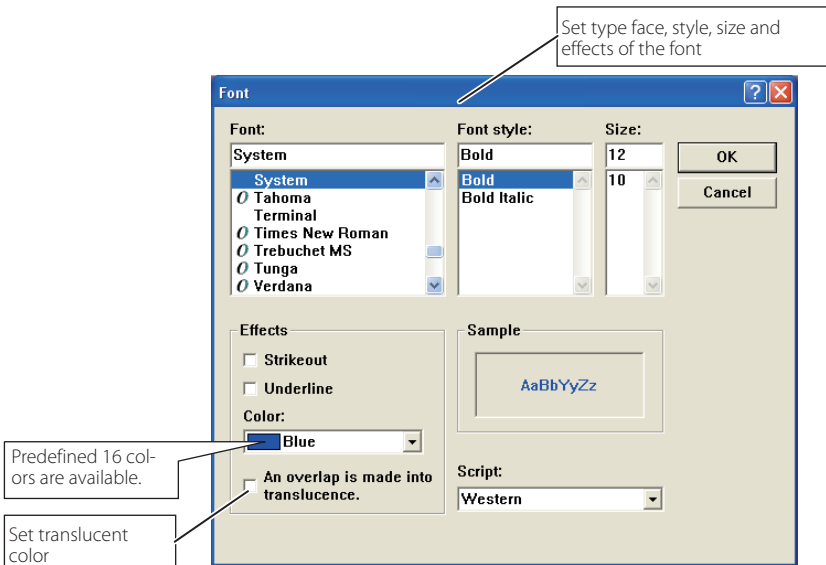 Set type face, style, size and
effects of the font
Font
Font:
Font style:
Size:
System
Bold
12
OK
System
Bold
10
Tahoma
Bold Italic
Cancel
Terminal
Times New Roman
Trebuchet MS
Tunga
Verdana
Effects
Sample
Strikeout
Underline
AaBbYyZz
Color:
Blue
Predefined 16 col-
ors are available.
An overlap is made into
translucence.
Script:
Western
Set translucent
color